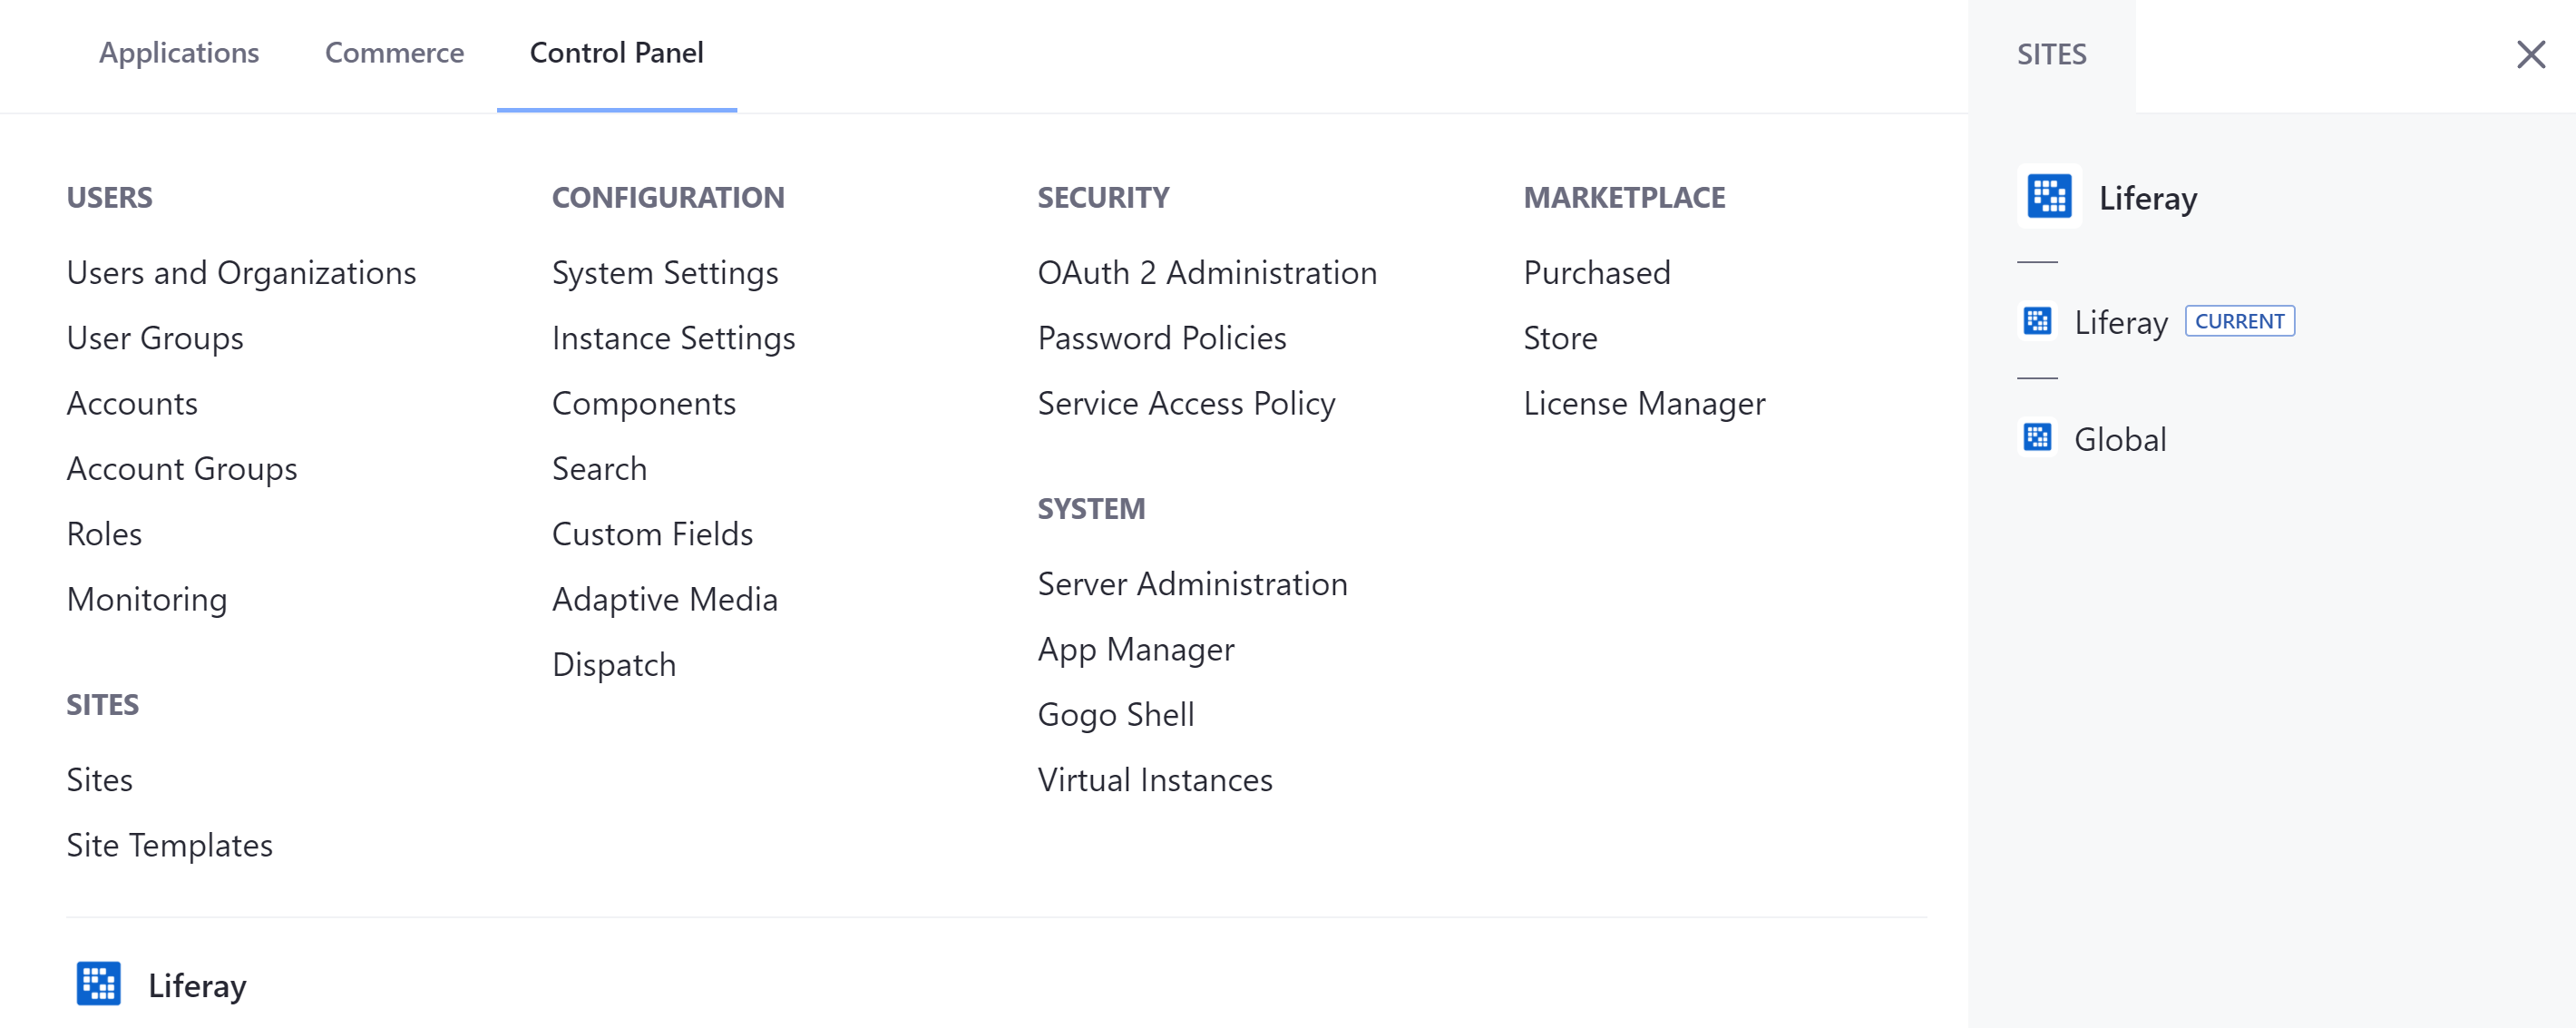 Applications
Commerce
Control Panel
SITES
USERS
Users and Organizations
User Groups
Accounts
Account Groups
Roles
Monitoring
SITES
Sites
Site Templates
CONFIGURATION
System Settings
Instance Settings
Components
Search
Custom Fields
Adaptive Media
Dispatch
SECURITY
OAuth 2 Administration
Password Policies
Service Access Policy
SYSTEM
Server Administration
App Manager
Gogo Shell
Virtual Instances
MARKETPLACE
Purchased
Store
License Manager
Liferay
Liferay CURRENT
Global
Liferay